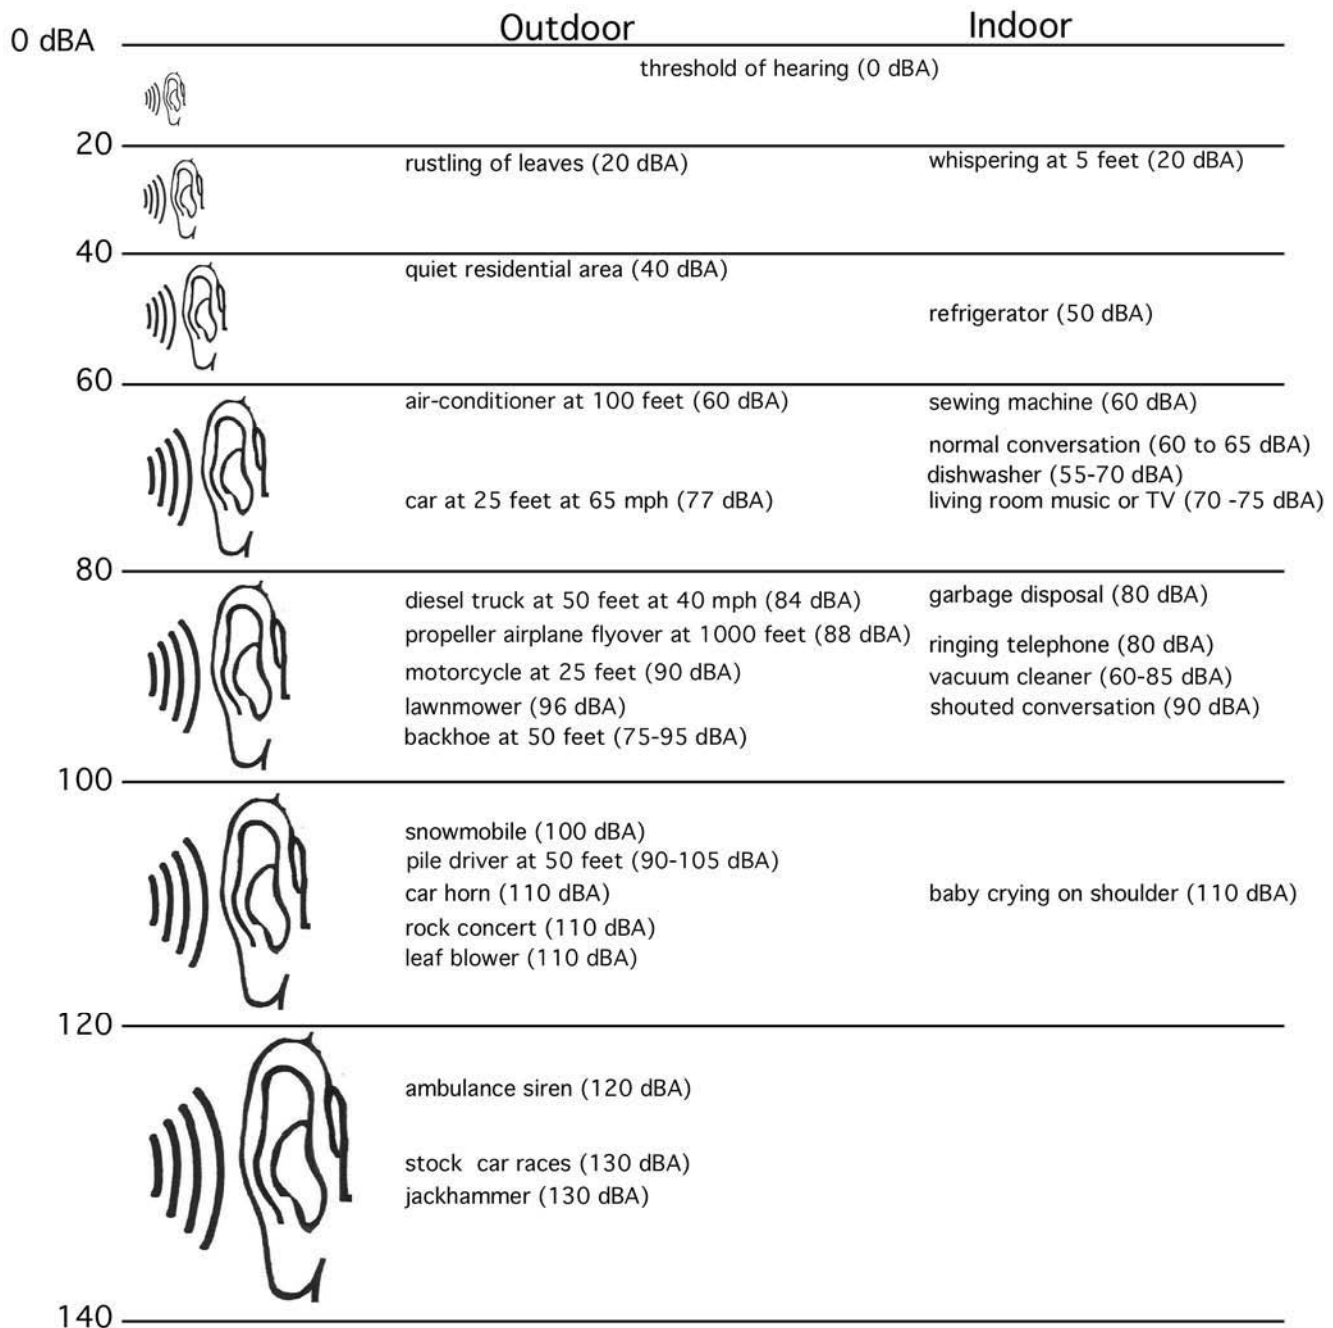 Outdoor Indoor
0 dBA
threshold of hearing (0 dBA)
20
rustling of leaves (20 dBA) whispering at 5 feet (20 dBA)
40
quiet residential area (40 dBA)
refrigerator (50 dBA)
60
air-conditioner at 100 feet (60 dBA) sewing machine (60 dBA)
normal conversation (60 to 65 dBA)
dishwasher (55-70 dBA)
car at 25 feet at 65 mph (77 dBA) living room music or TV (70 -75 dBA)
80
diesel truck at 50 feet at 40 mph (84 dBA) garbage disposal (80 dBA)
propeller airplane flyover at 1000 feet (88 dBA) ringing telephone (80 dBA)
motorcycle at 25 feet (90 dBA) vacuum cleaner (60-85 dBA)
lawnmower (96 dBA) shouted conversation (90 dBA)
backhoe at 50 feet (75-95 dBA)
100
snowmobile (100 dBA)
pile driver at 50 feet (90-105 dBA)
car horn (110 dBA) baby crying on shoulder (110 dBA)
rock concert (110 dBA)
leaf blower (110 dBA)
120
ambulance siren (120 dBA)
stock car races (130 dBA)
jackhammer (130 dBA)
140